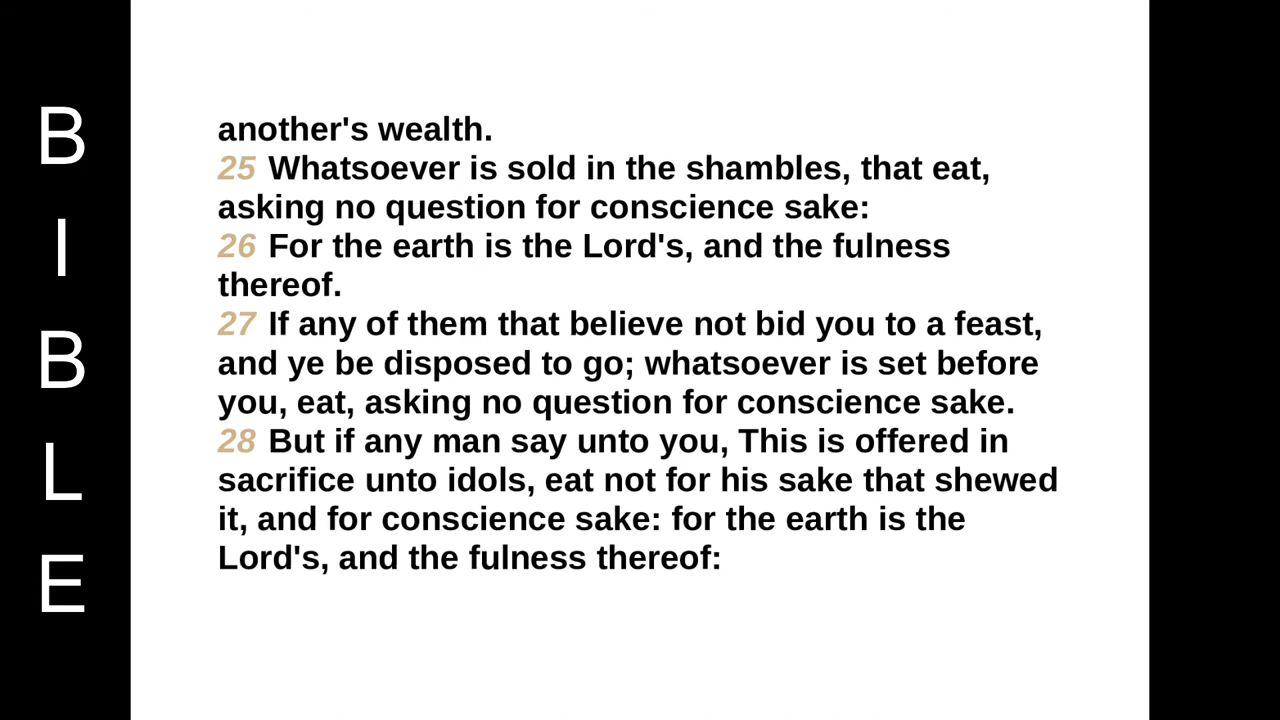 B
I
B
L
E
another's wealth.
25 Whatsoever is sold in the shambles, that eat,
asking no question for conscience sake:
26 For the earth is the Lord's, and the fulness
thereof.
27 If any of them that believe not bid you to a feast,
and ye be disposed to go; whatsoever is set before
you, eat, asking no question for conscience sake.
28 But if any man say unto you, This is offered in
sacrifice unto idols, eat not for his sake that shewed
it, and for conscience sake: for the earth is the
Lord's, and the fulness thereof: